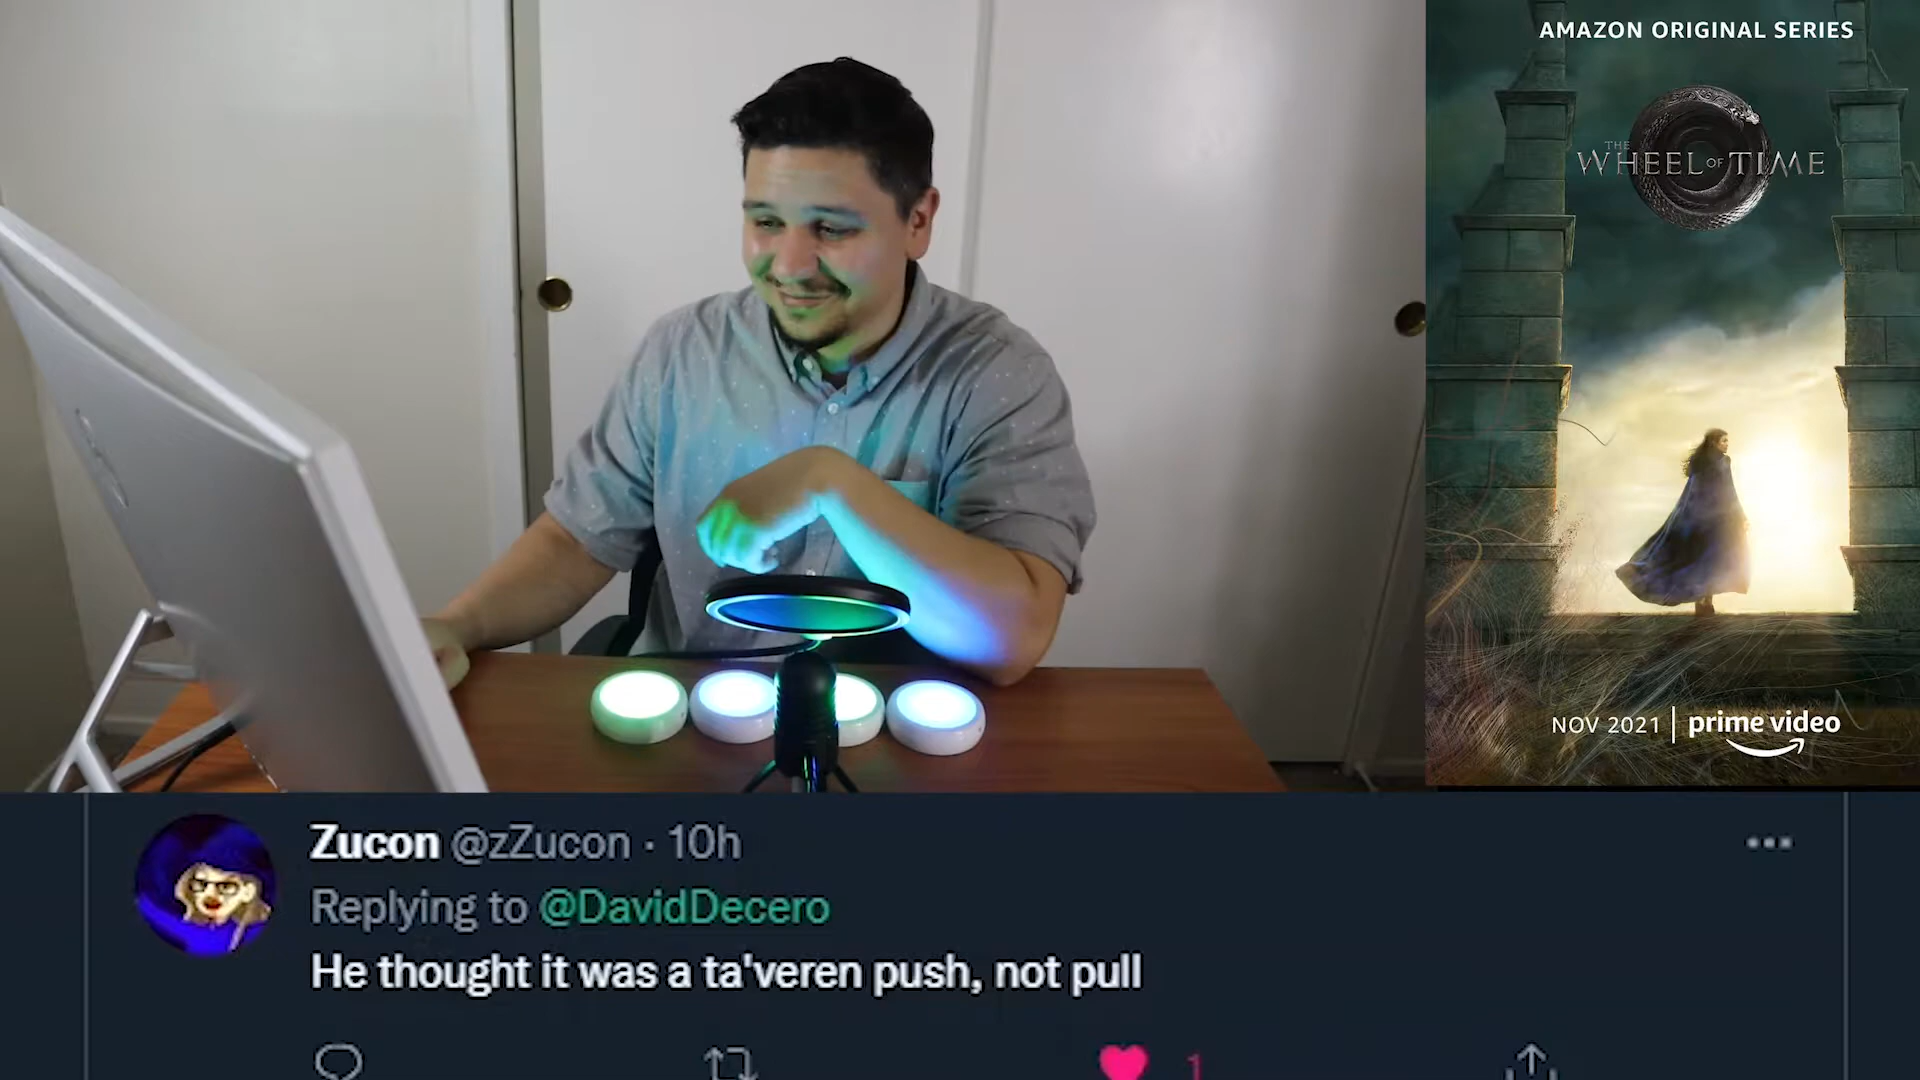 AMAZON ORIGINAL SERIES
THE
WHEEL OF TIME
NOV 2021 | prime video
Zucon @zZucon · 10h
Replying to @DavidDecero
He thought it was a ta'veren push, not pull
1